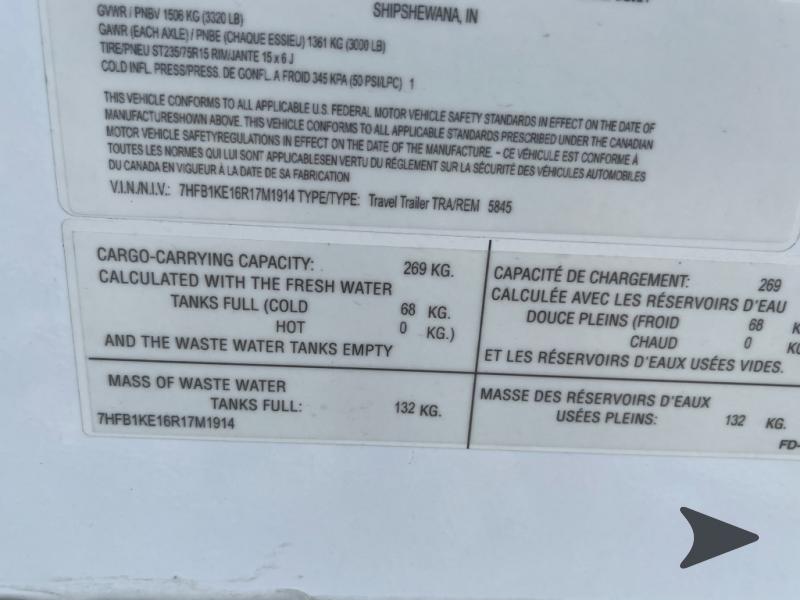 SHIPSHEWANA, IN
GVWR / PNBV 1506 KG (3320 LB)
GAWR (EACH AXLE) / PNBE (CHAQUE ESSIEU) 1361 KG (3000 LB)
TIRE/PNEU ST235/75R15 RIM/JANTE 15 x 6 J
COLD INFL. PRESS/PRESS. DE GONFL. A FROID 345 KPA (50 PSI/LPC) 1
THIS VEHICLE CONFORMS TO ALL APPLICABLE U.S. FEDERAL MOTOR VEHICLE SAFETY STANDARDS IN EFFECT ON THE DATE OF
MANUFACTURESHOWN ABOVE. THIS VEHICLE CONFORMS TO ALL APPLICABLE STANDARDS PRESCRIBED UNDER THE CANADIAN
MOTOR VEHICLE SAFETYREGULATIONS IN EFFECT ON THE DATE OF THE MANUFACTURE. - CE VÉHICULE EST CONFORME À
TOUTES LES NORMES QUI LUI SONT APPLICABLESEN VERTU DU RÉGLEMENT SUR LA SÉCURITÉ DES VÉHICULES AUTOMOBILES
DU CANADA EN VIGUEUR À LA DATE DE SA FABRICATION
V.I.N./N.I.V.: 7HFB1KE16R17M1914 TYPE/TYPE: Travel Trailer TRA/REM 5845
CARGO-CARRYING CAPACITY: 269 KG.
CALCULATED WITH THE FRESH WATER
TANKS FULL (COLD 68 KG.
HOT 0 KG.)
AND THE WASTE WATER TANKS EMPTY
MASS OF WASTE WATER
TANKS FULL: 132 KG.
7HFB1KE16R17M1914
CAPACITÉ DE CHARGEMENT: 269
CALCULÉE AVEC LES RÉSERVOIRS D'EAU
DOUCE PLEINS (FROID 68 K
CHAUD 0 KG
ET LES RÉSERVOIRS D'EAUX USÉES VIDES.
MASSE DES RÉSERVOIRS D'EAUX
USÉES PLEINS: 132 KG.
FD-